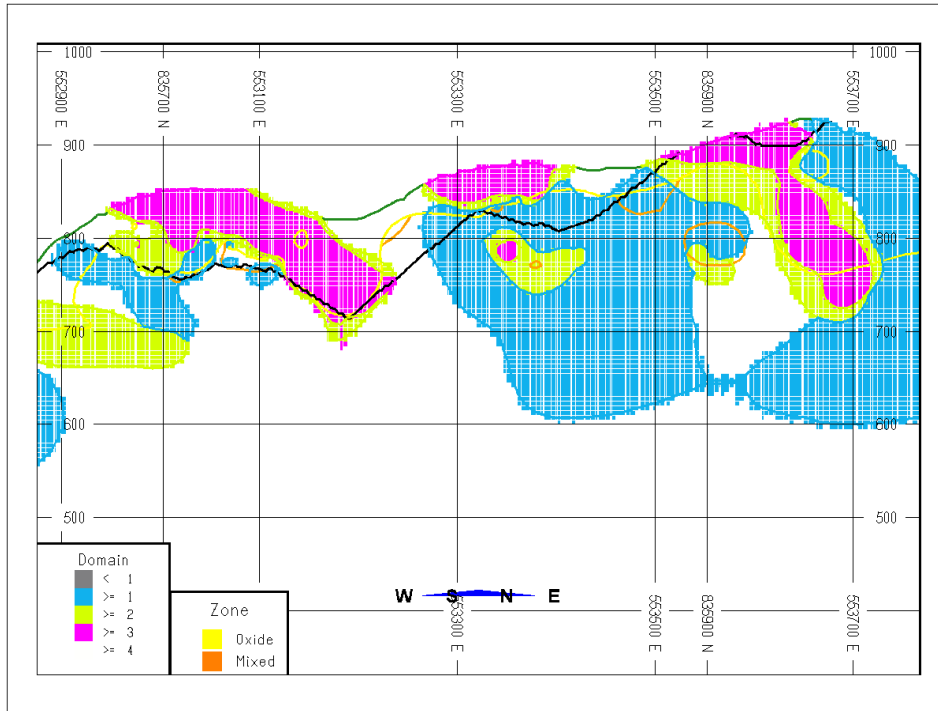 1000 1000
552900 E
835700 N
553100 E
553300 E
553500 E
835900 N
553700 E
900 900
800 800
700 700
600 600
500 500
Domain
< 1
>= 1
>= 2
>= 3
>= 4
Zone
Oxide
Mixed
W S N E
553300 E
553500 E
835900 N
553700 E